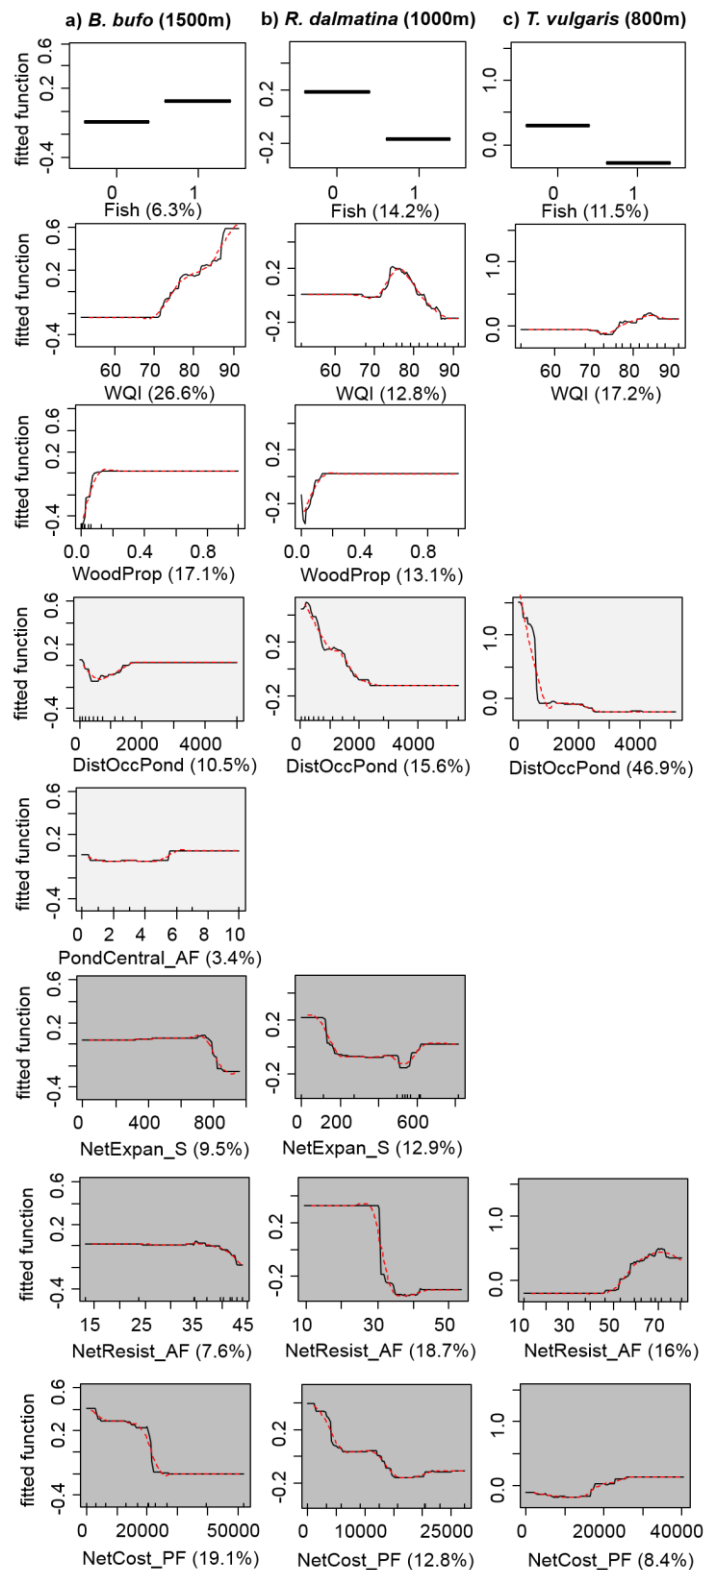 a) B. bufo (1500m) b) R. dalmatina (1000m) c) T. vulgaris (800m)
fitted function
-0.4 0.2 0.6
-0.2 0.2
0.0 1.0
0 1 0 1 0 1
Fish (6.3%) Fish (14.2%) Fish (11.5%)
fitted function
-0.4 0.2 0.6
-0.2 0.2
0.0 1.0
60 70 80 90 60 70 80 90 60 70 80 90
WQI (26.6%) WQI (12.8%) WQI (17.2%)
fitted function
-0.4 0.2 0.6
-0.2 0.2
0.0 0.4 0.8 0.0 0.4 0.8
WoodProp (17.1%) WoodProp (13.1%)
fitted function
-0.4 0.2 0.6
-0.2 0.2
0.0 1.0
0 2000 4000 0 2000 4000 0 2000 4000
DistOccPond (10.5%) DistOccPond (15.6%) DistOccPond (46.9%)
fitted function
-0.4 0.2 0.6
0 2 4 6 8 10
PondCentral_AF (3.4%)
fitted function
-0.4 0.2 0.6
-0.2 0.2
0 400 800 0 200 600
NetExpan_S (9.5%) NetExpan_S (12.9%)
fitted function
-0.4 0.2 0.6
-0.2 0.2
0.0 1.0
15 25 35 45 10 30 50 10 30 50 70
NetResist_AF (7.6%) NetResist_AF (18.7%) NetResist_AF (16%)
fitted function
-0.4 0.2 0.6
-0.2 0.2
0.0 1.0
0 20000 50000 0 10000 25000 0 20000 40000
NetCost_PF (19.1%) NetCost_PF (12.8%) NetCost_PF (8.4%)